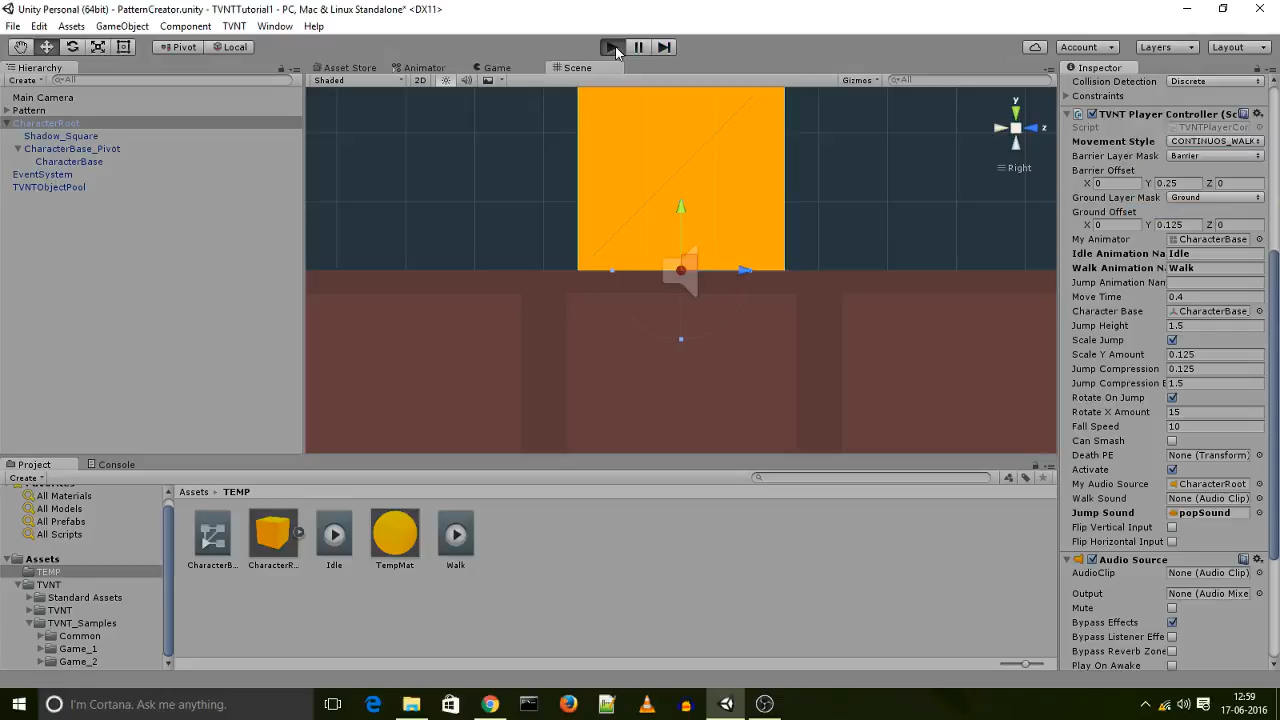 Unity Personal (64bit) - PatternCreator.unity - TVNTTutorial1 - PC, Mac & Linux Standalone* <DX11>
File Edit Assets GameObject Component TVNT Window Help
Pivot Local Account Layers Layout
Hierarchy Asset Store Animator Game Scene Inspector
Create All Shaded 2D Gizmos All
Collision Detection Discrete
Main Camera
Constraints
Pattern
TVNT Player Controller (Sc
CharacterRoot
Script TVNTPlayerCor
Shadow_Square
Movement Style CONTINUOS_WALK
CharacterBase_Pivot
Barrier Layer Mask Barrier
CharacterBase
Barrier Offset
EventSystem
X 0 Y 0.25 Z 0
TVNTObjectPool
Ground Layer Mask Ground
Ground Offset
X 0 Y 0.125 Z 0
My Animator CharacterBase
Idle Animation Na Idle
Walk Animation N Walk
Jump Animation Nar
Move Time 0.4
Character Base CharacterBase_
Jump Height 1.5
Scale Jump
Scale Y Amount 0.125
Jump Compression 0.125
Jump Compression E 1.5
Rotate On Jump
Rotate X Amount 15
Fall Speed 10
Can Smash
Death PE None (Transform)
Activate
My Audio Source CharacterRoot
Walk Sound None (Audio Clip)
Jump Sound popSound
Flip Vertical Input
Flip Horizontal Input
Audio Source
AudioClip None (Audio Clip)
Output None (Audio Mixe
Mute
Bypass Effects
Bypass Listener Effe
Bypass Reverb Zone
Play On Awake
y
z
Right
Project Console
Create
Favorites
All Materials
All Models
All Prefabs
All Scripts
Assets
TEMP
TVNT
Standard Assets
TVNT
TVNT_Samples
Common
Game_1
Game_2
Assets TEMP
CharacterB... CharacterR... Idle TempMat Walk
I'm Cortana. Ask me anything.
12:59
17-06-2016